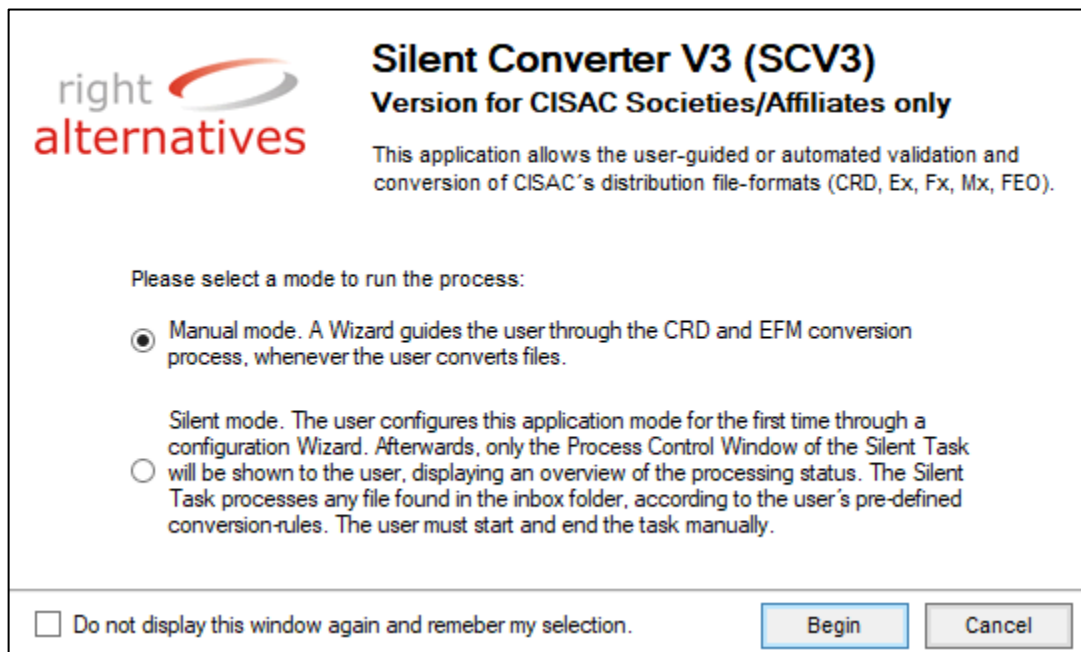 right
alternatives
Silent Converter V3 (SCV3)
Version for CISAC Societies/Affiliates only
This application allows the user-guided or automated validation and
conversion of CISAC´s distribution file-formats (CRD, Ex, Fx, Mx, FEO).
Please select a mode to run the process:
Manual mode. A Wizard guides the user through the CRD and EFM conversion
process, whenever the user converts files.
Silent mode. The user configures this application mode for the first time through a
configuration Wizard. Afterwards, only the Process Control Window of the Silent Task
will be shown to the user, displaying an overview of the processing status. The Silent
Task processes any file found in the inbox folder, according to the user's pre-defined
conversion-rules. The user must start and end the task manually.
Do not display this window again and remeber my selection.
Begin
Cancel